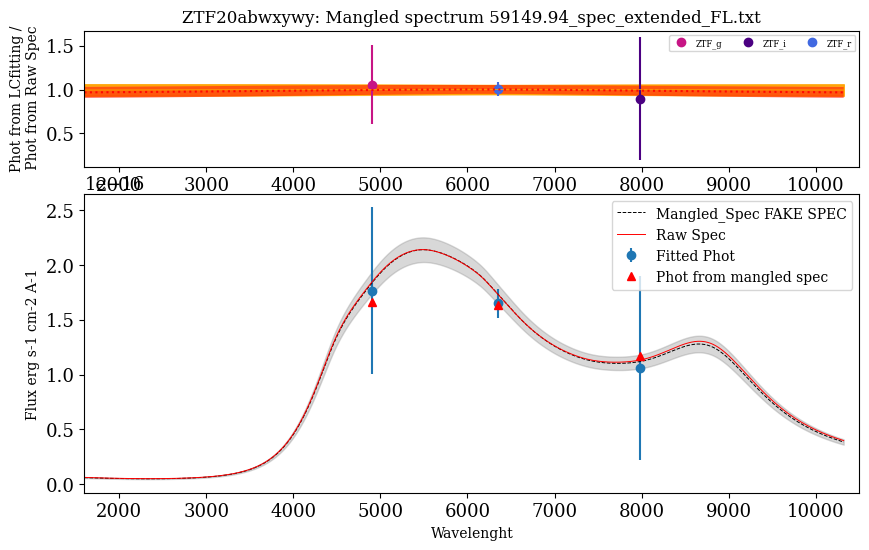 ZTF20abwxywy: Mangled spectrum 59149.94_spec_extended_FL.txt
Phot from LCfitting /
Phot from Raw Spec
1.5
1.0
0.5
ZTF_g
ZTF_i
ZTF_r
2000 3000 4000 5000 6000 7000 8000 9000 10000
1e−16
2.5
2.0
1.5
1.0
0.5
0.0
Flux erg s-1 cm-2 A-1
Mangled_Spec FAKE SPEC
Raw Spec
Fitted Phot
Phot from mangled spec
2000 3000 4000 5000 6000 7000 8000 9000 10000
Wavelenght